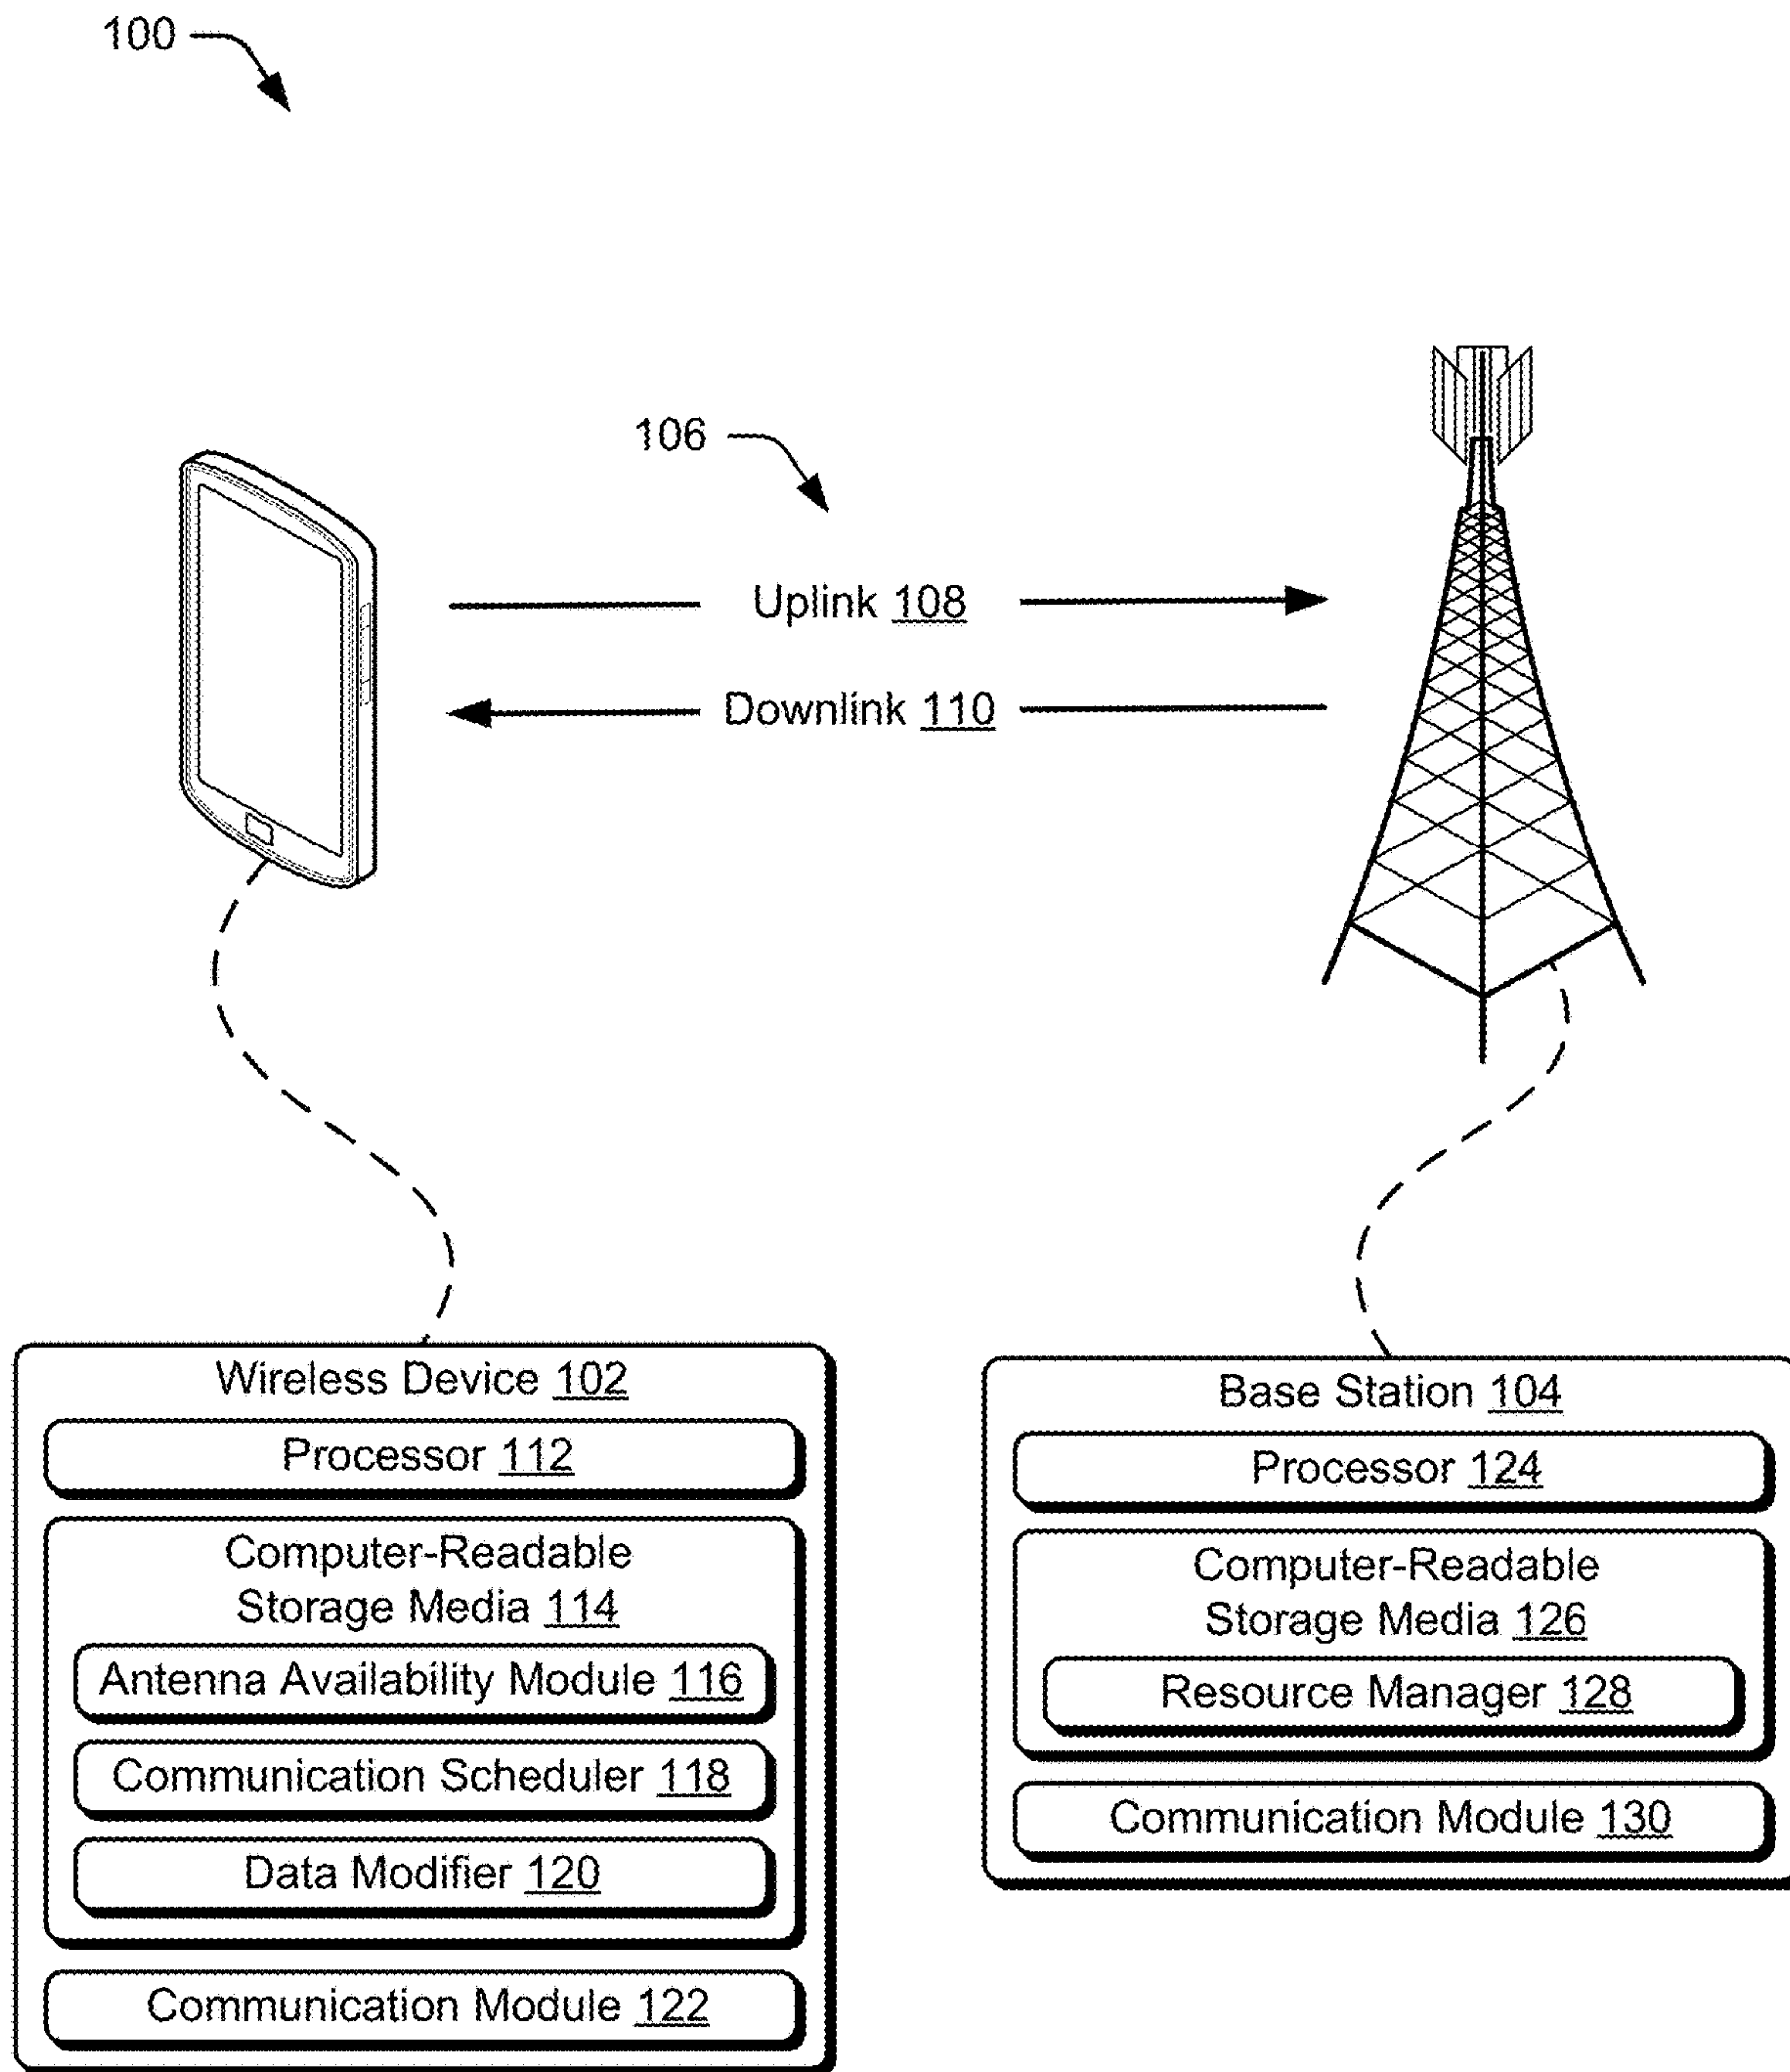 100
106
Uplink 108
Downlink 110
Wireless Device 102
Processor 112
Computer-Readable
Storage Media 114
Antenna Availability Module 116
Communication Scheduler 118
Data Modifier 120
Communication Module 122
Base Station 104
Processor 124
Computer-Readable
Storage Media 126
Resource Manager 128
Communication Module 130